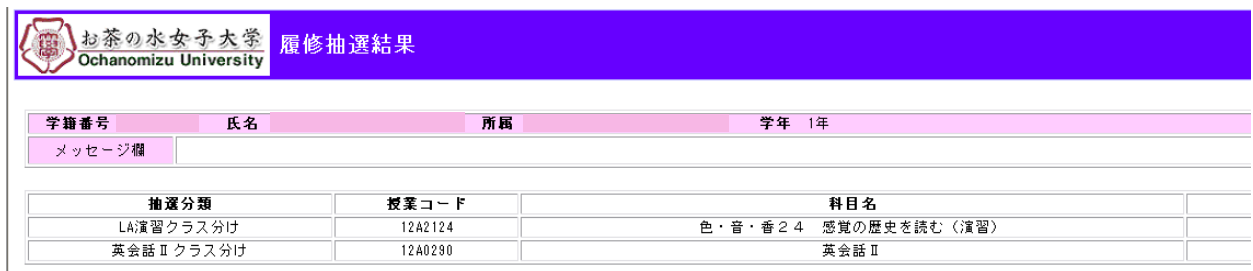 お茶の水女子大学 履修抽選結果
Ochanomizu University
学籍番号 氏名 所属 学年 1年
メッセージ欄
抽選分類 授業コード 科目名
LA演習クラス分け 12A2124 色・音・香24 感覚の歴史を読む(演習)
英会話Ⅱクラス分け 12A0290 英会話Ⅱ